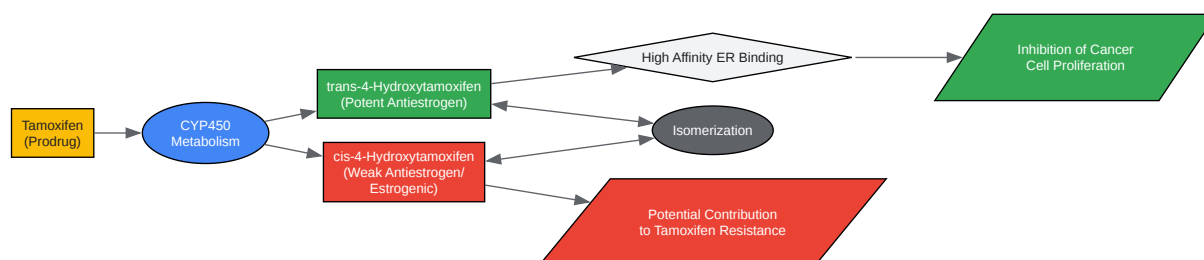 Tamoxifen
(Prodrug)
CYP450
Metabolism
trans-4-Hydroxytamoxifen
(Potent Antiestrogen)
cis-4-Hydroxytamoxifen
(Weak Antiestrogen/
Estrogenic)
High Affinity ER Binding
Isomerization
Potential Contribution
to Tamoxifen Resistance
Inhibition of Cancer
Cell Proliferation